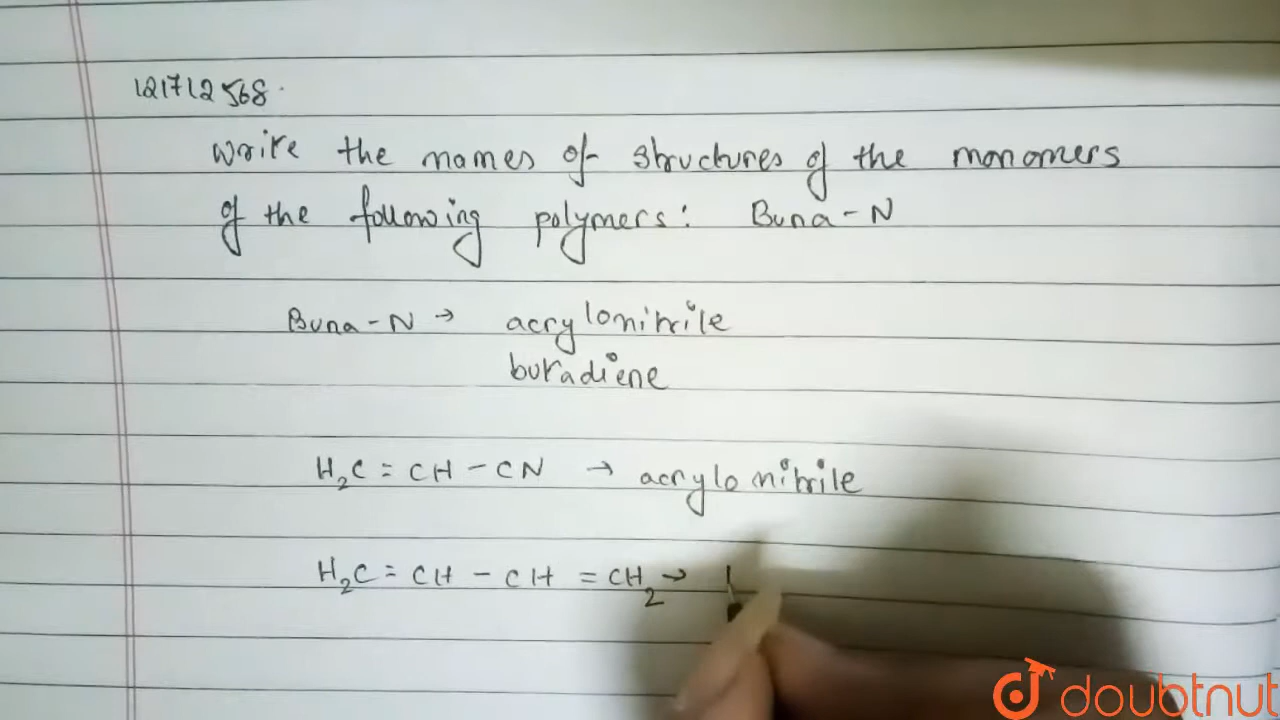 121712568.
Write the names of structures of the monomers
of the following polymers: Buna-N
Buna-N → acrylonitrile
butadiene
H₂C = CH - CN → acrylonitrile
H₂C = CH - CH = CH₂ →
doubtnut